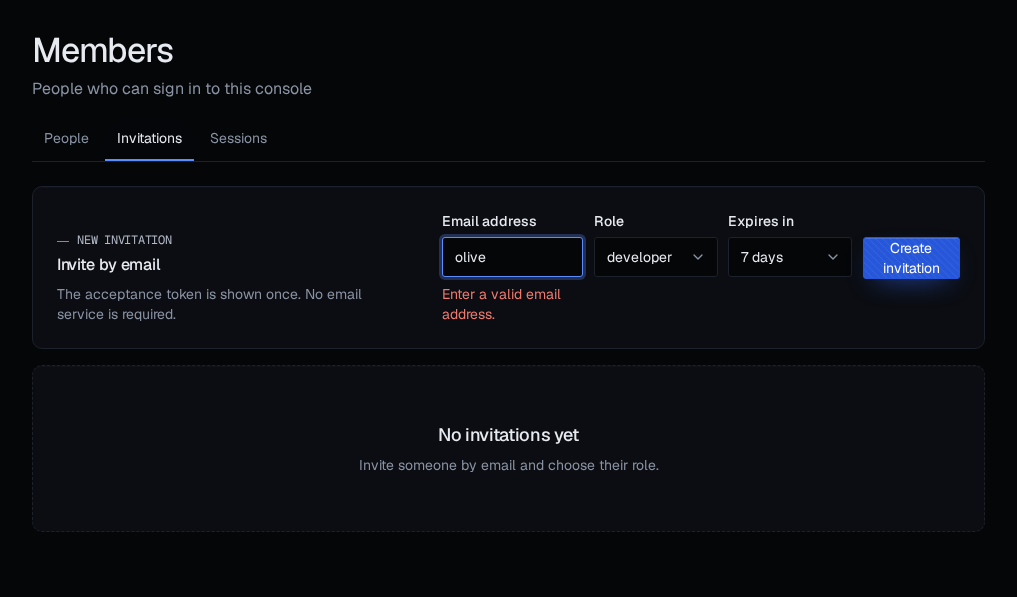 Members
People who can sign in to this console
People
Invitations
Sessions
— NEW INVITATION
Invite by email
The acceptance token is shown once. No email
service is required.
Email address
olive
Enter a valid email
address.
Role
developer
Expires in
7 days
Create
invitation
No invitations yet
Invite someone by email and choose their role.